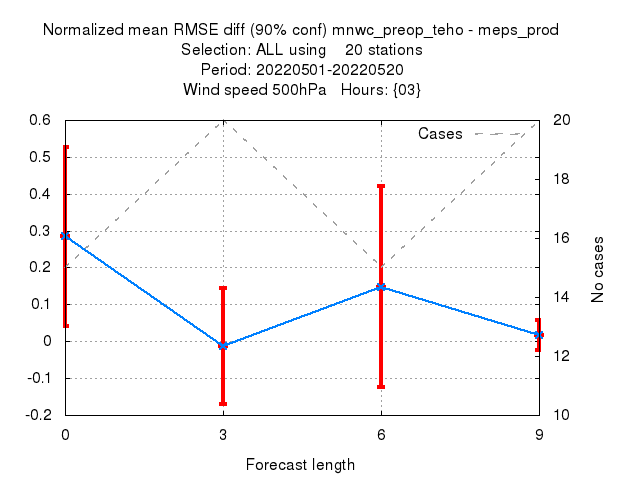 Normalized mean RMSE diff (90% conf) mnwc_preop_teho - meps_prod
Selection: ALL using    20 stations
Period: 20220501-20220520
Wind speed 500hPa   Hours: {03}
Cases
0.6
0.5
0.4
0.3
0.2
0.1
0
-0.1
-0.2
20
18
16
14
12
10
No cases
0 3 6 9
Forecast length